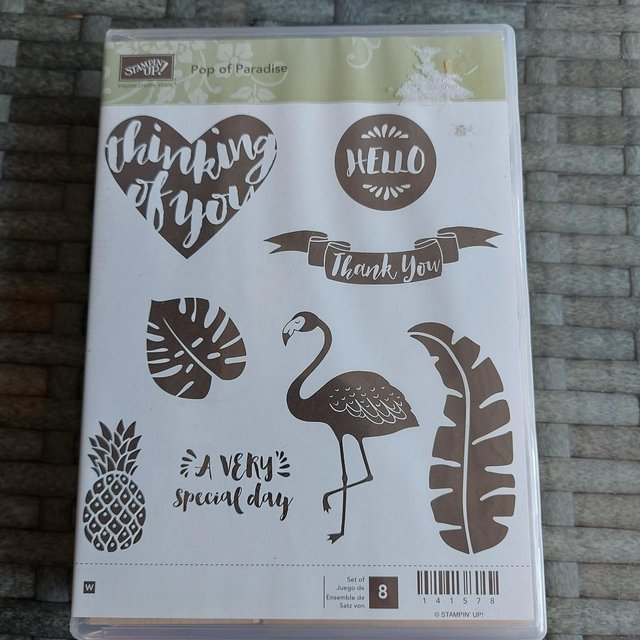 STAMPIN' UP!
Pop of Paradise
thinking
of you
HELLO
Thank You
A VERY
special day
W
Set of
Juego de
Ensemble de
Satz von
8
141578
© STAMPIN' UP!